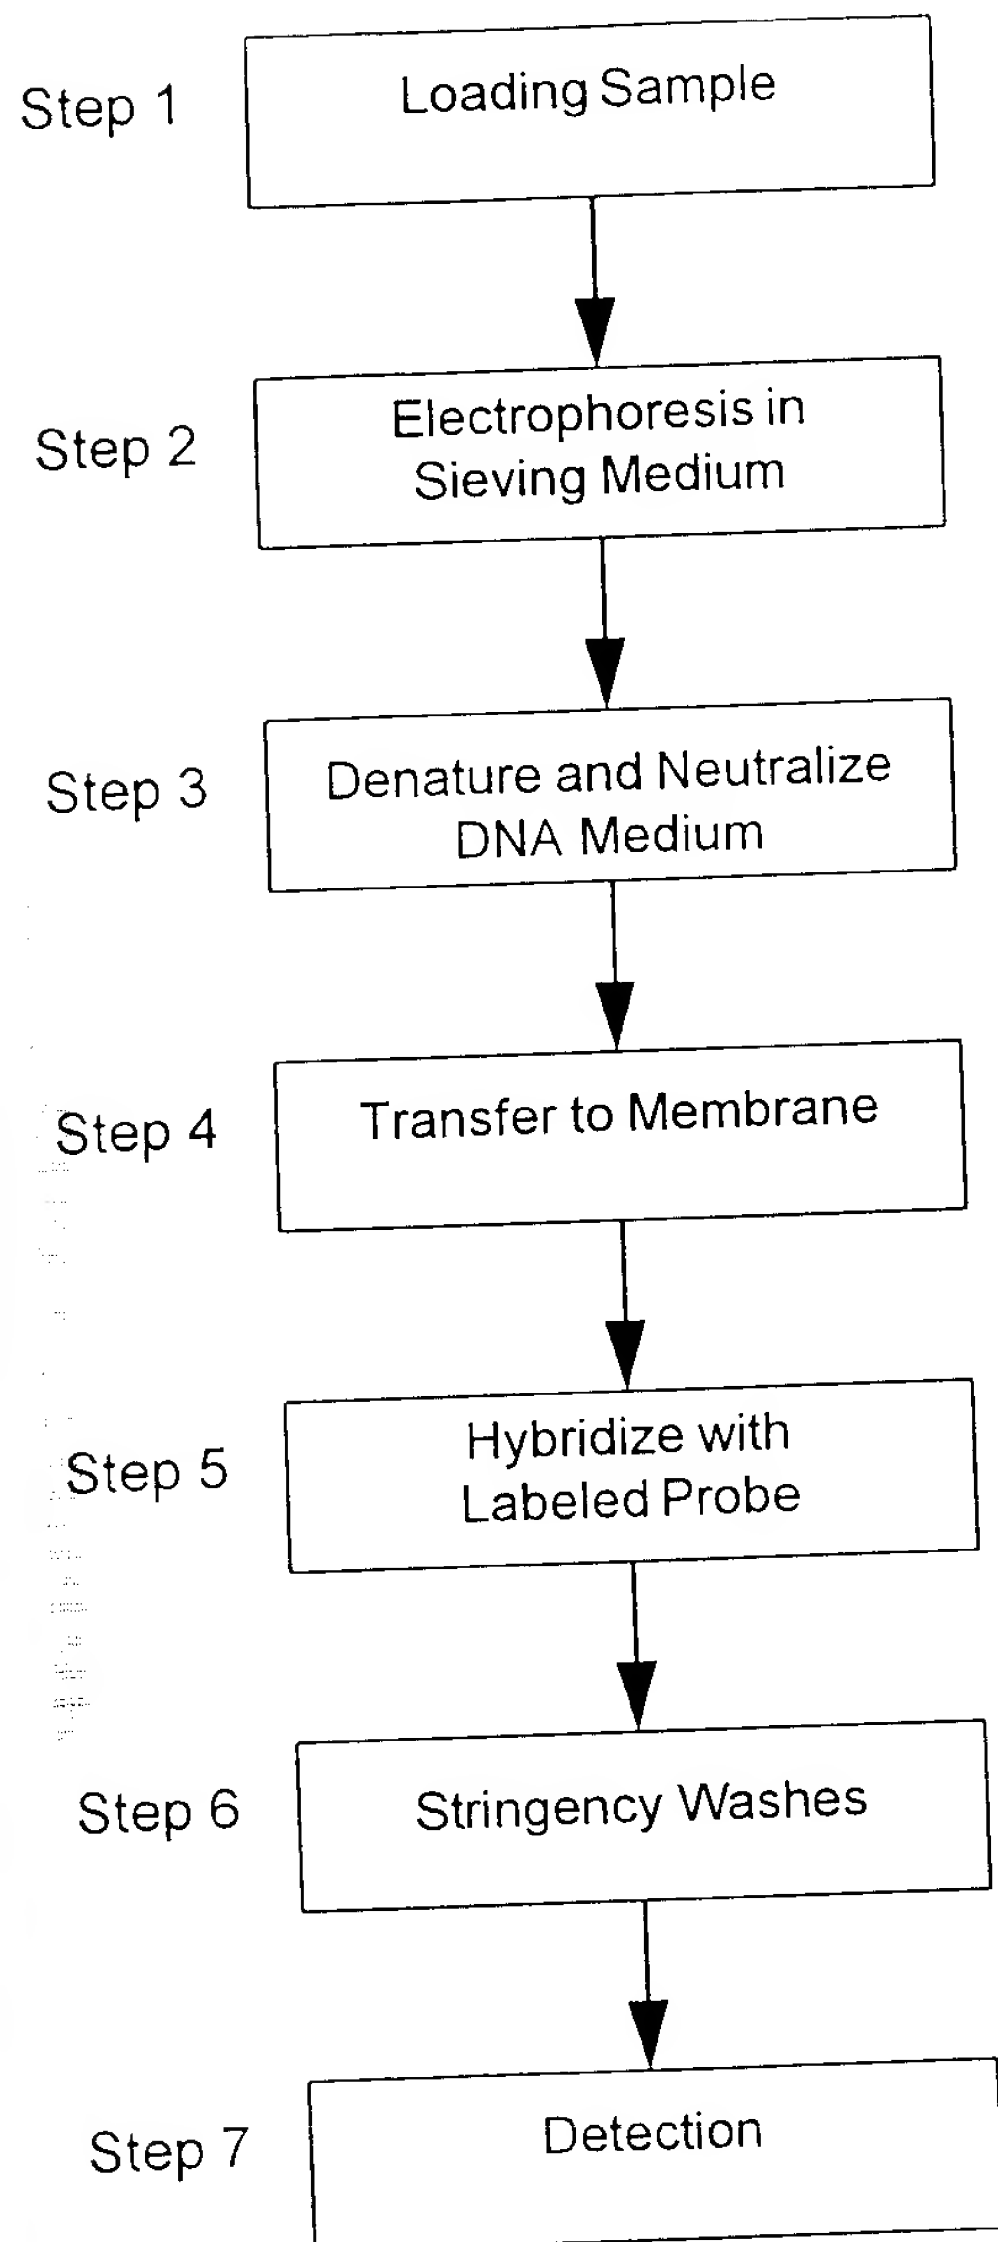 Step 1
Loading Sample
Step 2
Electrophoresis in
Sieving Medium
Step 3
Denature and Neutralize
DNA Medium
Step 4
Transfer to Membrane
Step 5
Hybridize with
Labeled Probe
Step 6
Stringency Washes
Step 7
Detection